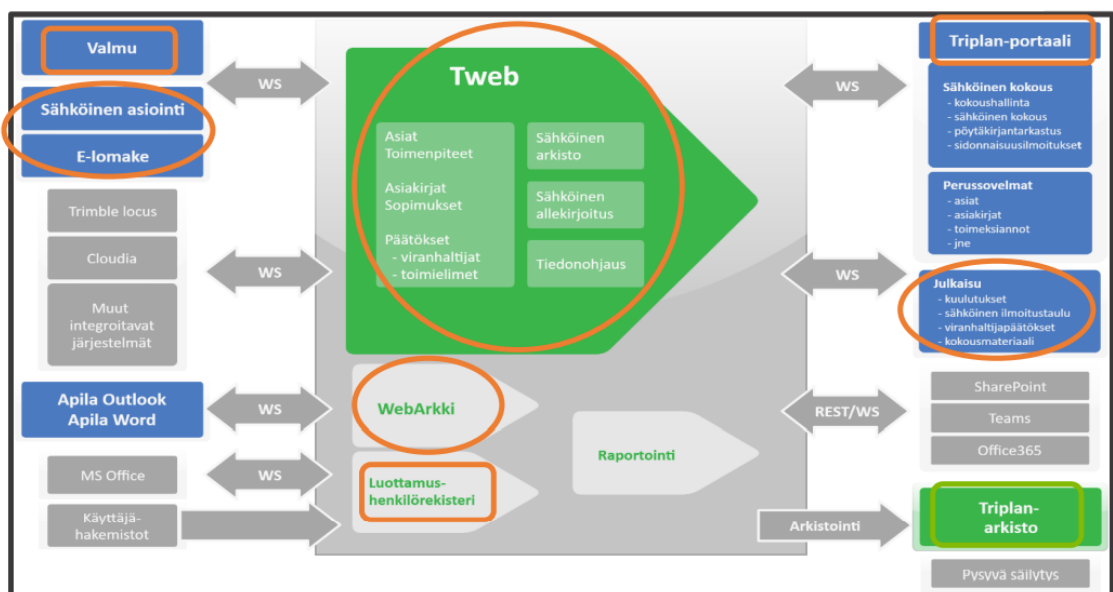 Valmu
Sähköinen asiointi
E-lomake
Trimble locus
Cloudia
Muut
integroitavat
järjestelmät
Apila Outlook
Apila Word
MS Office
Käyttäjä-
hakemistot
WS
WS
WS
WS
Tweb
Asiat
Toimenpiteet
Asiakirjat
Sopimukset
Päätökset
- viranhaltijat
- toimielimet
Sähköinen
arkisto
Sähköinen
allekirjoitus
Tiedonohjaus
WebArkki
Luottamus-
henkilörekisteri
Raportointi
WS
WS
REST/WS
Arkistointi
Triplan-portaali
Sähköinen kokous
- kokoushallinta
- sähköinen kokous
- pöytäkirjantarkastus
- sidonnaisuusilmoitukset
Perussovelmat
- asiat
- asiakirjat
- toimeksiannot
- jne
Julkaisu
- kuulutukset
- sähköinen ilmoitustaulu
- viranhaltijapäätökset
- kokousmateriaali
SharePoint
Teams
Office365
Triplan-
arkisto
Pysyvä säilytys